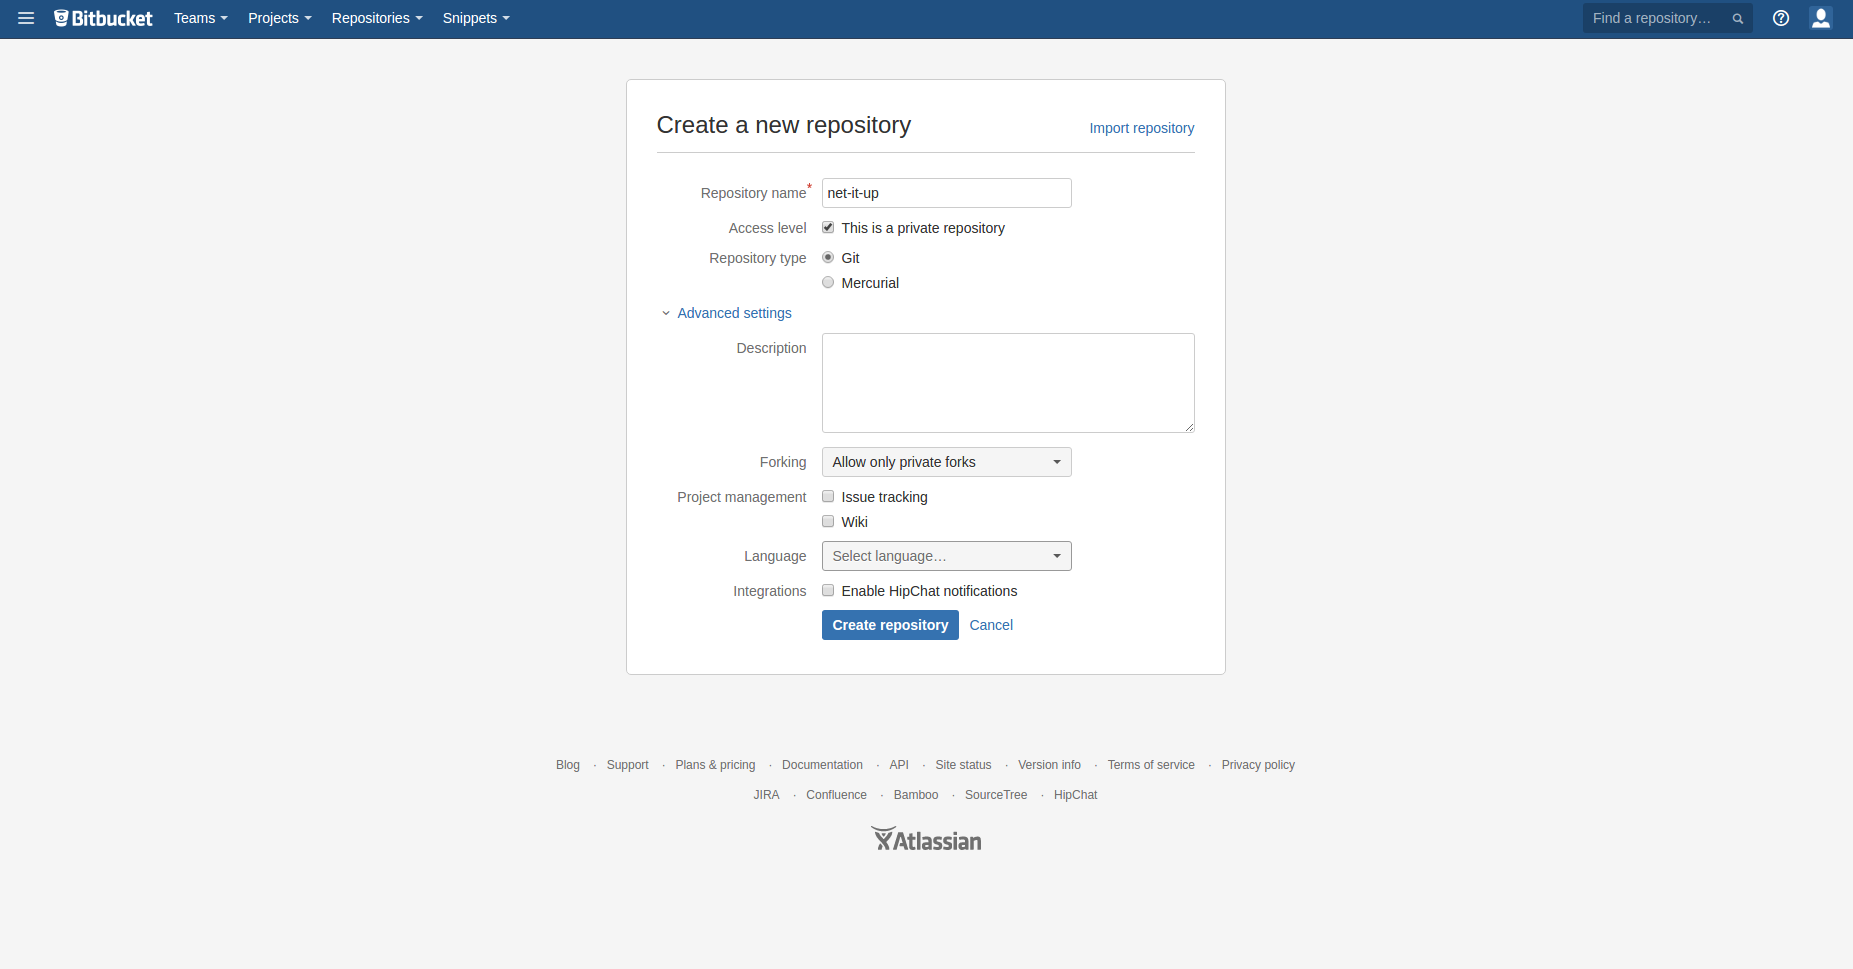 Bitbucket Teams Projects Repositories Snippets Find a repository…
Create a new repository Import repository
Repository name* net-it-up
Access level This is a private repository
Repository type Git
Mercurial
Advanced settings
Description
Forking Allow only private forks
Project management Issue tracking
Wiki
Language Select language…
Integrations Enable HipChat notifications
Create repository Cancel
Blog · Support · Plans & pricing · Documentation · API · Site status · Version info · Terms of service · Privacy policy
JIRA · Confluence · Bamboo · SourceTree · HipChat
Atlassian